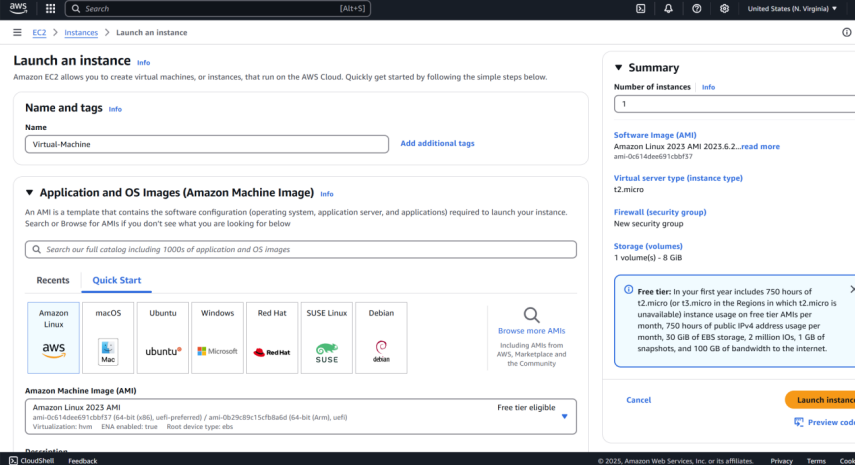 aws
Search [Alt+S]
United States (N. Virginia)
EC2 > Instances > Launch an instance
Launch an instance Info
Amazon EC2 allows you to create virtual machines, or instances, that run on the AWS Cloud. Quickly get started by following the simple steps below.
Name and tags Info
Name
Virtual-Machine
Add additional tags
Application and OS Images (Amazon Machine Image) Info
An AMI is a template that contains the software configuration (operating system, application server, and applications) required to launch your instance.
Search or Browse for AMIs if you don't see what you are looking for below
Search our full catalog including 1000s of application and OS images
Recents Quick Start
Amazon Linux
aws
macOS
Mac
Ubuntu
ubuntu
Windows
Microsoft
Red Hat
Red Hat
SUSE Linux
SUSE
Debian
debian
Browse more AMIs
Including AMIs from
AWS, Marketplace and
the Community
Amazon Machine Image (AMI)
Amazon Linux 2023 AMI Free tier eligible
ami-0c614dee691cbbf37 (64-bit (x86), uefi-preferred) / ami-0b29c89c15cfb8a6d (64-bit (Arm), uefi)
Virtualization: hvm ENA enabled: true Root device type: ebs
Description
Summary
Number of instances Info
1
Software Image (AMI)
Amazon Linux 2023 AMI 2023.6.2...read more
ami-0c614dee691cbbf37
Virtual server type (instance type)
t2.micro
Firewall (security group)
New security group
Storage (volumes)
1 volume(s) - 8 GiB
Free tier: In your first year includes 750 hours of
t2.micro (or t3.micro in the Regions in which t2.micro is
unavailable) instance usage on free tier AMIs per
month, 750 hours of public IPv4 address usage per
month, 30 GiB of EBS storage, 2 million IOs, 1 GB of
snapshots, and 100 GB of bandwidth to the internet.
Cancel
Launch instance
Preview code
CloudShell Feedback
© 2025, Amazon Web Services, Inc. or its affiliates. Privacy Terms Cook